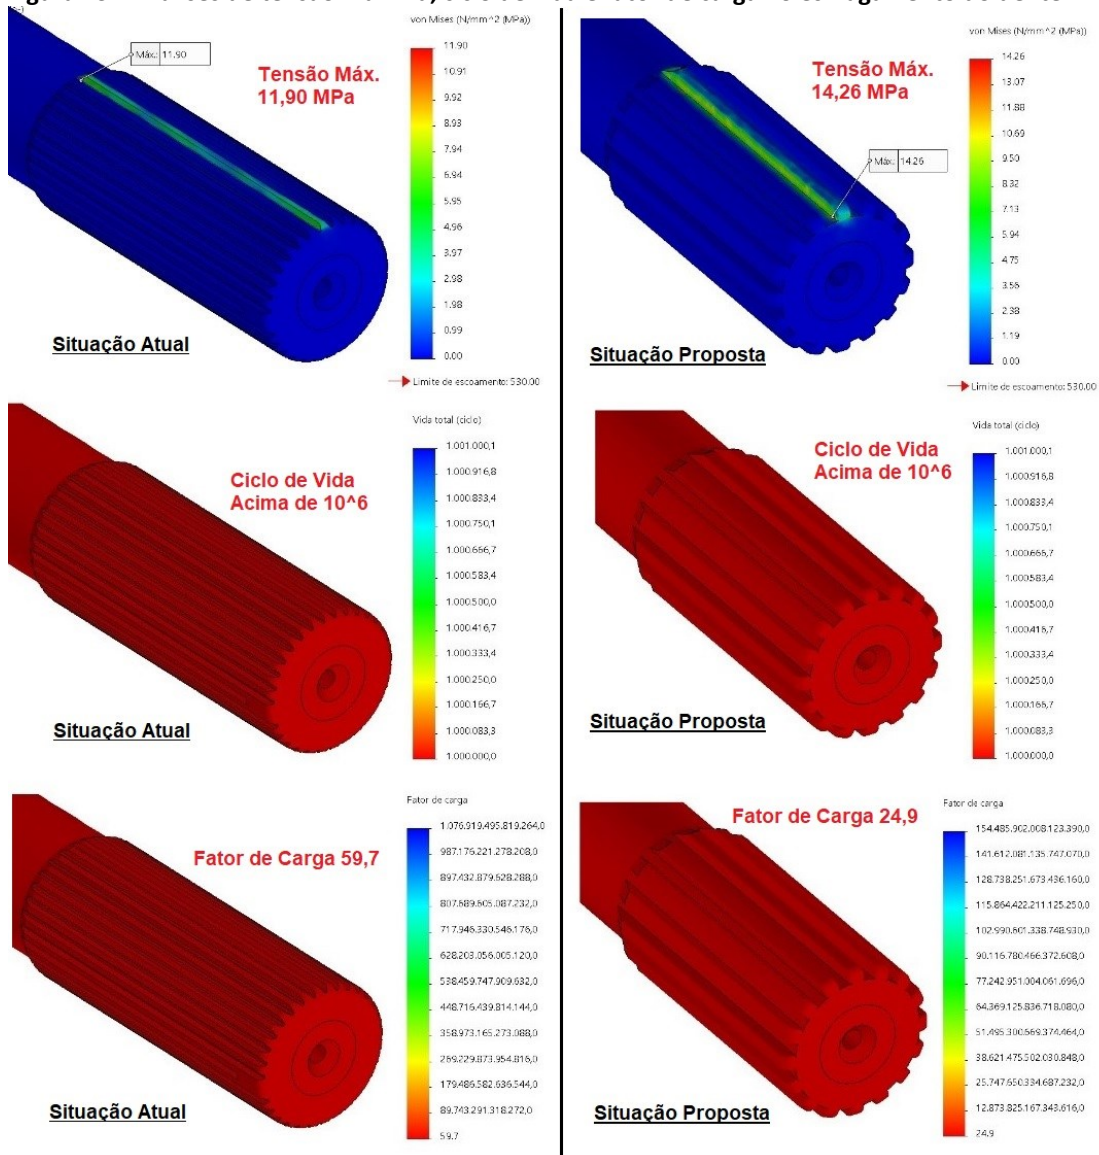 Figura Análises de tensão máxima, ciclo de vida e fator de carga esmagamento do dente
von Mises (N/mm^2 (MPa))
Máx.: 11.90
Tensão Máx.
11,90 MPa
11.90
10.91
9.92
8.93
7.94
6.94
5.95
4.96
3.97
2.98
1.98
0.99
0.00
Situação Atual
Limite de escoamento: 530.00
von Mises (N/mm^2 (MPa))
Tensão Máx.
14,26 MPa
Máx.: 14.26
14.26
13.07
11.88
10.69
9.50
8.32
7.13
5.94
4.75
3.56
2.38
1.19
0.00
Situação Proposta
Limite de escoamento: 530.00
Vida total (ciclo)
Ciclo de Vida
Acima de 10^6
1.001.000,1
1.000.916,8
1.000.833,4
1.000.750,1
1.000.666,7
1.000.583,4
1.000.500,0
1.000.416,7
1.000.333,4
1.000.250,0
1.000.166,7
1.000.083,3
1.000.000,0
Situação Atual
Vida total (ciclo)
Ciclo de Vida
Acima de 10^6
1.001.000,1
1.000.916,8
1.000.833,4
1.000.750,1
1.000.666,7
1.000.583,4
1.000.500,0
1.000.416,7
1.000.333,4
1.000.250,0
1.000.166,7
1.000.083,3
1.000.000,0
Situação Proposta
Fator de carga
Fator de Carga 59,7
1.076.919.495.819.264,0
987.176.221.278.208,0
897.432.879.628.288,0
807.689.605.087.232,0
717.946.330.546.176,0
628.203.056.005.120,0
538.459.747.909.632,0
448.716.439.814.144,0
358.973.165.273.088,0
269.229.873.954.816,0
179.486.582.636.544,0
89.743.291.318.272,0
59.7
Situação Atual
Fator de carga
Fator de Carga 24,9
154.485.902.008.123.390,0
141.612.081.135.747.070,0
128.738.251.673.436.160,0
115.864.422.211.125.250,0
102.990.601.338.748.930,0
90.116.780.466.372.608,0
77.242.951.004.061.696,0
64.369.125.836.718.080,0
51.495.300.669.374.464,0
38.621.475.502.030.848,0
25.747.650.334.687.232,0
12.873.825.167.343.616,0
24.9
Situação Proposta